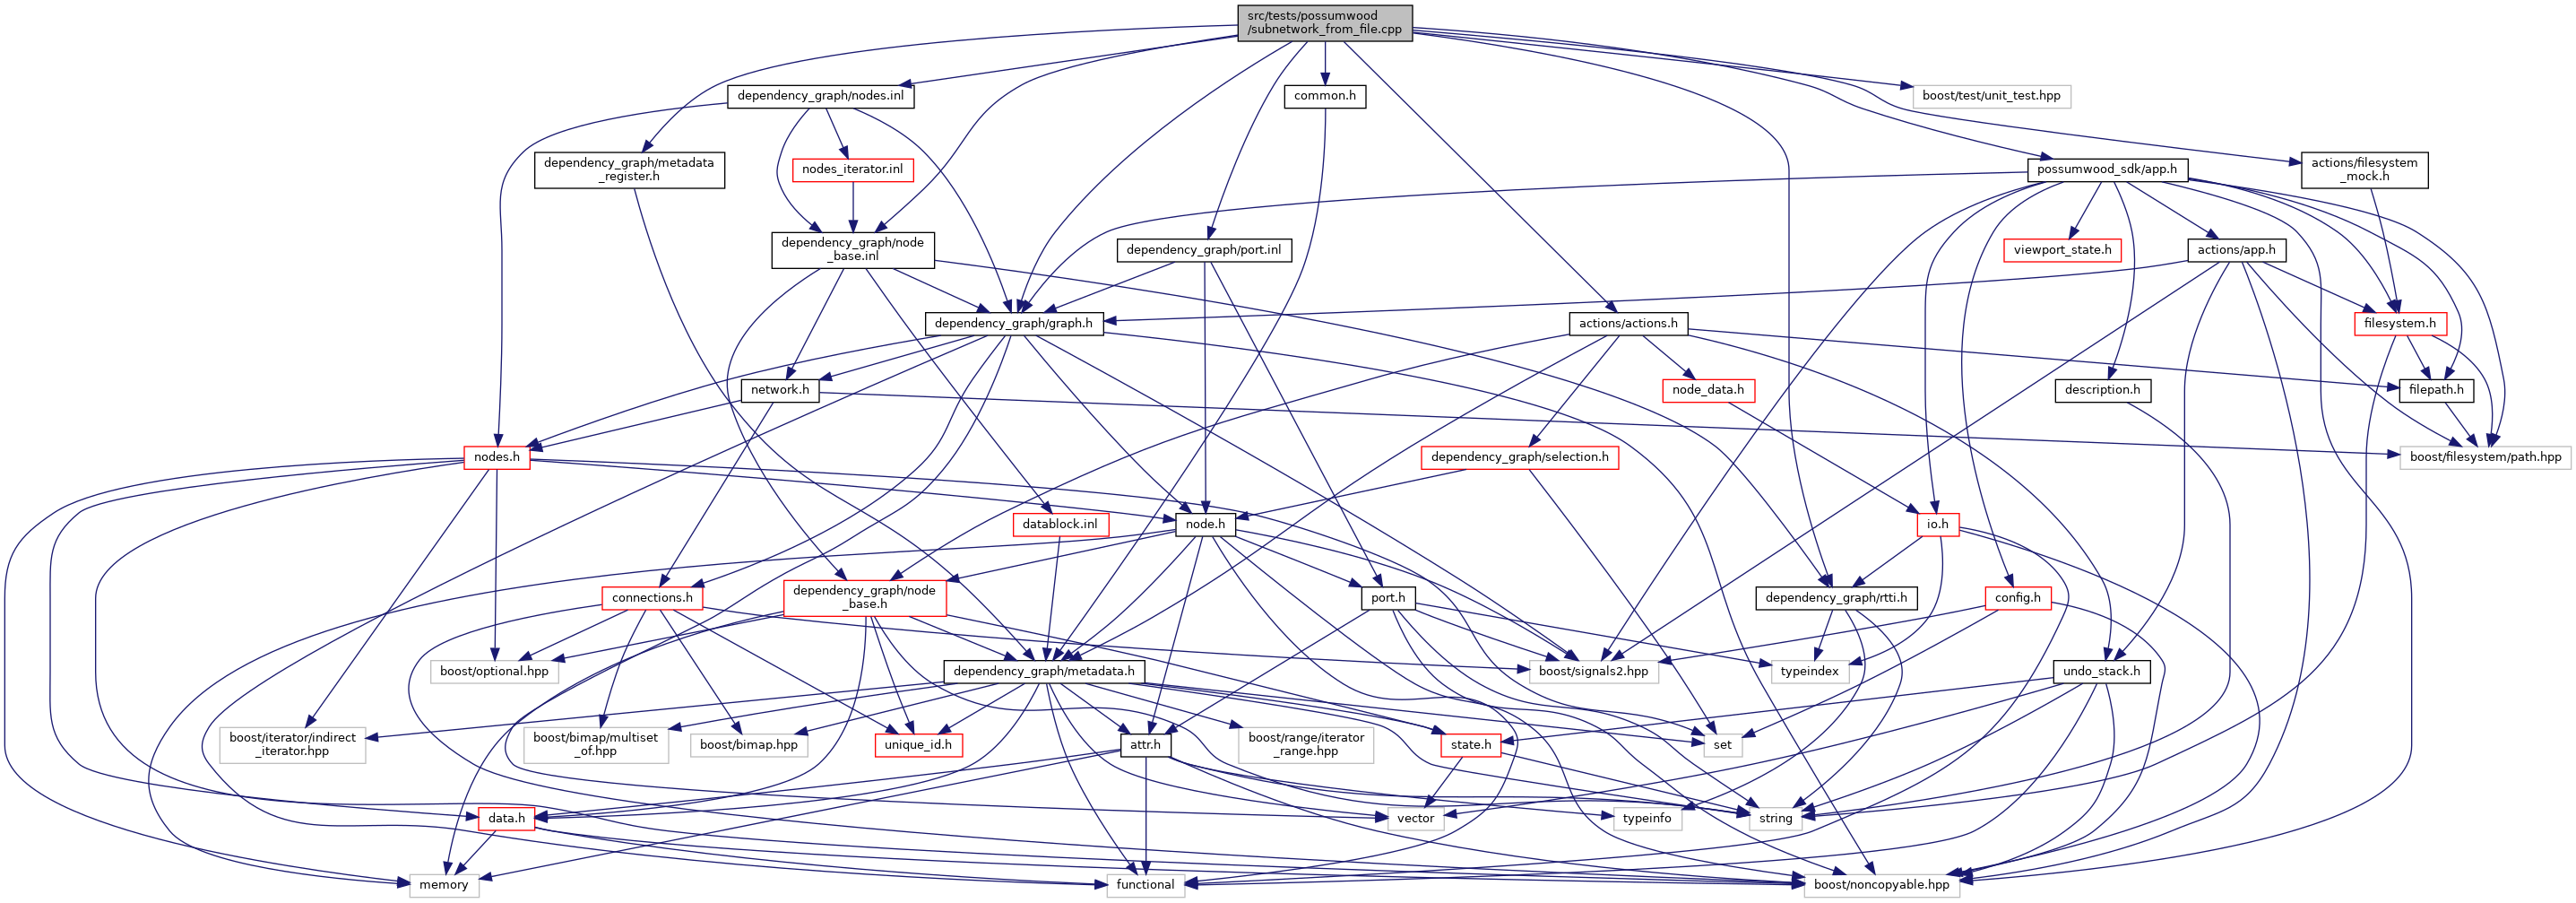 src/tests/possumwood
/subnetwork_from_file.cpp
dependency_graph/nodes.inl
common.h
boost/test/unit_test.hpp
dependency_graph/metadata
_register.h
nodes_iterator.inl
possumwood_sdk/app.h
actions/filesystem
_mock.h
dependency_graph/node
_base.inl
dependency_graph/port.inl
viewport_state.h
actions/app.h
dependency_graph/graph.h
actions/actions.h
filesystem.h
network.h
node_data.h
description.h
filepath.h
nodes.h
dependency_graph/selection.h
boost/filesystem/path.hpp
datablock.inl
node.h
io.h
connections.h
dependency_graph/node
_base.h
port.h
dependency_graph/rtti.h
config.h
boost/optional.hpp
dependency_graph/metadata.h
boost/signals2.hpp
typeindex
undo_stack.h
boost/iterator/indirect
_iterator.hpp
boost/bimap/multiset
_of.hpp
boost/bimap.hpp
unique_id.h
attr.h
boost/range/iterator
_range.hpp
state.h
set
data.h
vector
typeinfo
string
memory
functional
boost/noncopyable.hpp